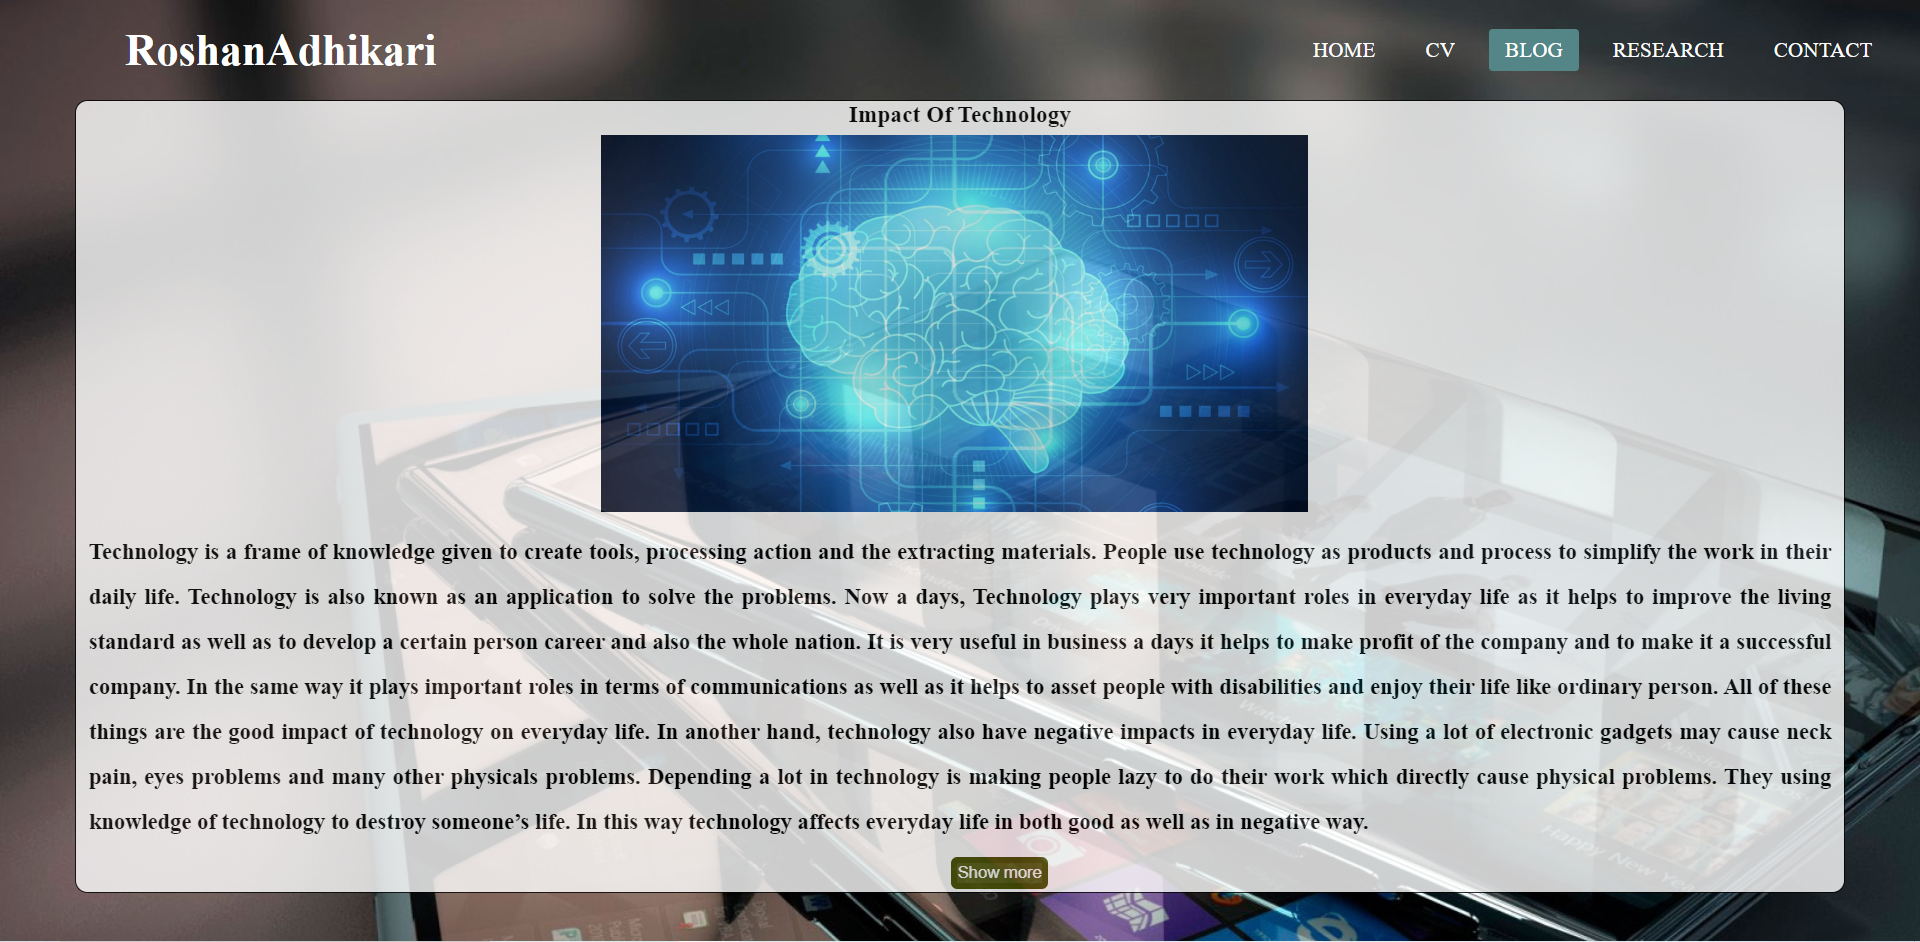 RoshanAdhikari
HOME CV BLOG RESEARCH CONTACT
Impact Of Technology
Technology is a frame of knowledge given to create tools, processing action and the extracting materials. People use technology as products and process to simplify the work in their
daily life. Technology is also known as an application to solve the problems. Now a days, Technology plays very important roles in everyday life as it helps to improve the living
standard as well as to develop a certain person career and also the whole nation. It is very useful in business a days it helps to make profit of the company and to make it a successful
company. In the same way it plays important roles in terms of communications as well as it helps to asset people with disabilities and enjoy their life like ordinary person. All of these
things are the good impact of technology on everyday life. In another hand, technology also have negative impacts in everyday life. Using a lot of electronic gadgets may cause neck
pain, eyes problems and many other physicals problems. Depending a lot in technology is making people lazy to do their work which directly cause physical problems. They using
knowledge of technology to destroy someone’s life. In this way technology affects everyday life in both good as well as in negative way.
Show more
Happy New Year